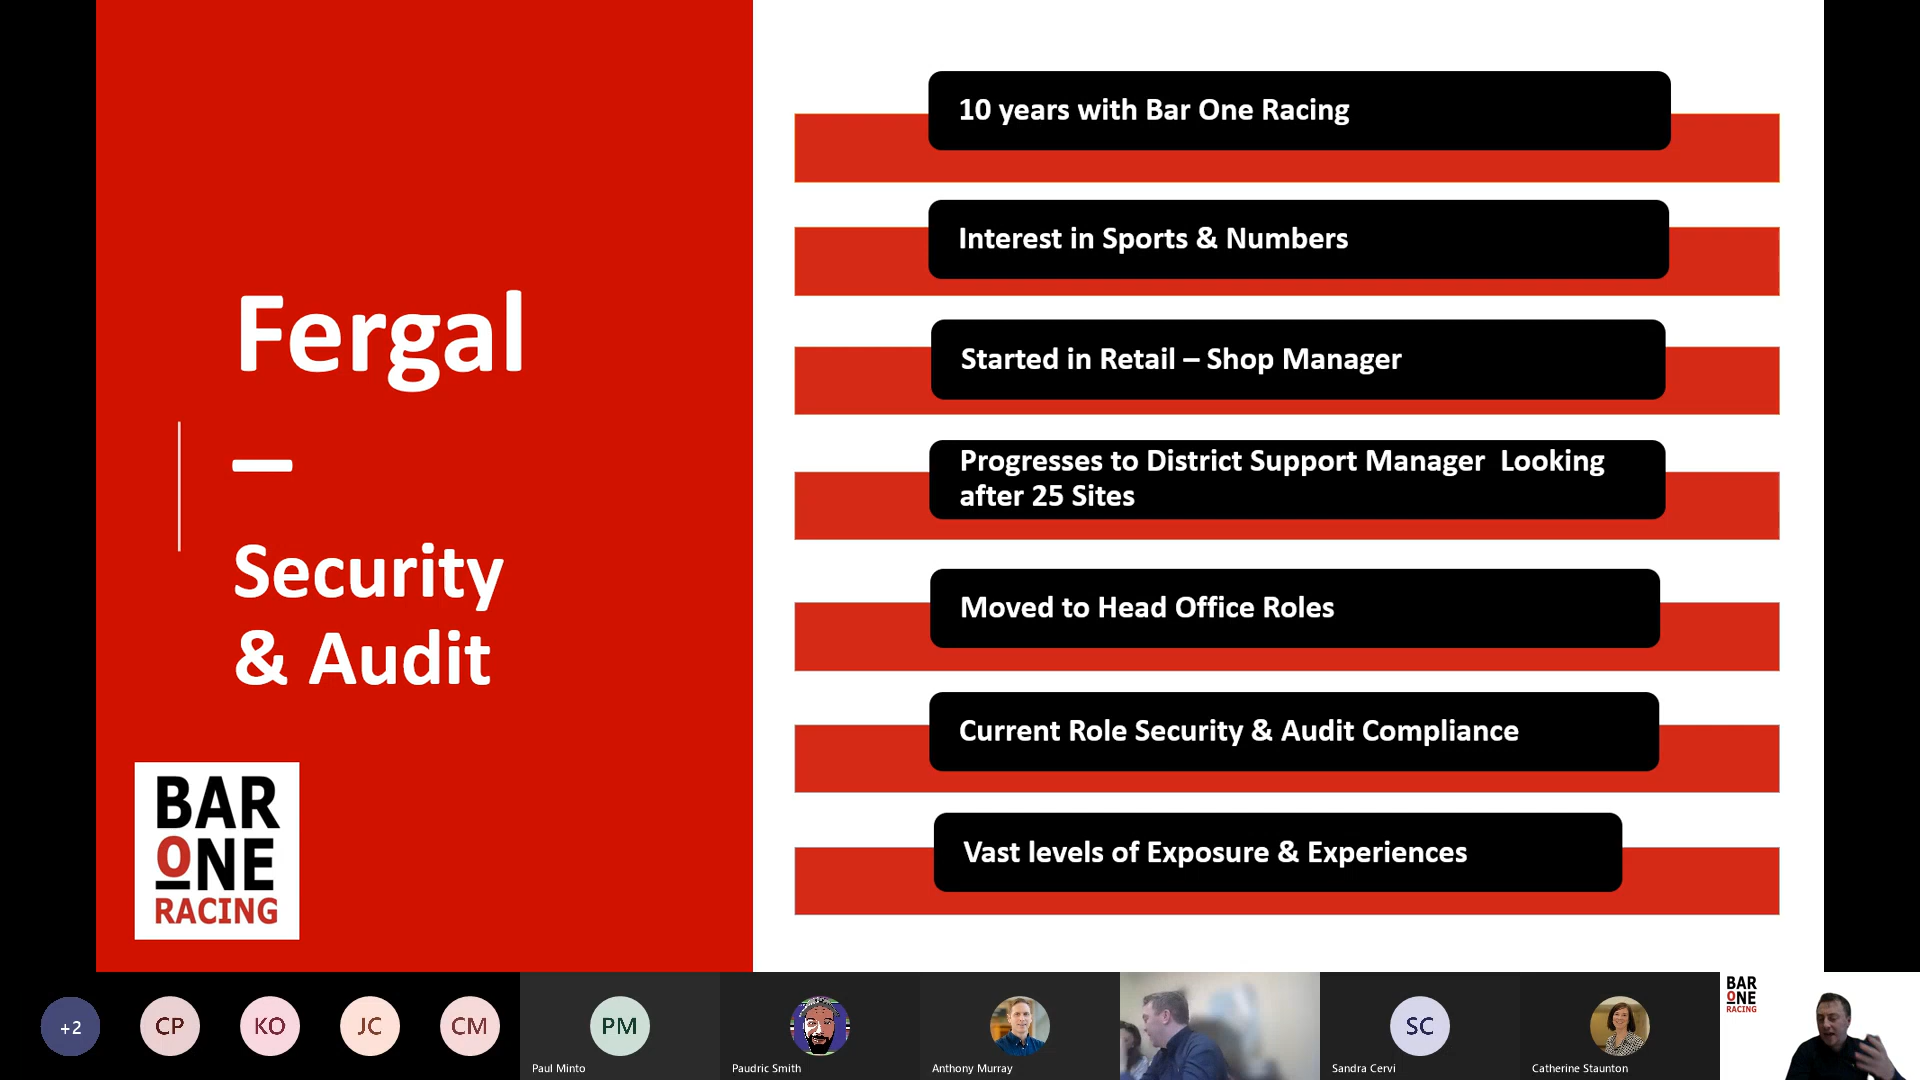 Fergal
–
Security
& Audit
BAR
ONE
RACING
10 years with Bar One Racing
Interest in Sports & Numbers
Started in Retail – Shop Manager
Progresses to District Support Manager  Looking
after 25 Sites
Moved to Head Office Roles
Current Role Security & Audit Compliance
Vast levels of Exposure & Experiences
+2
CP
KO
JC
CM
PM
Paul Minto
Paudric Smith
Anthony Murray
SC
Sandra Cervi
Catherine Staunton
BAR
ONE
RACING